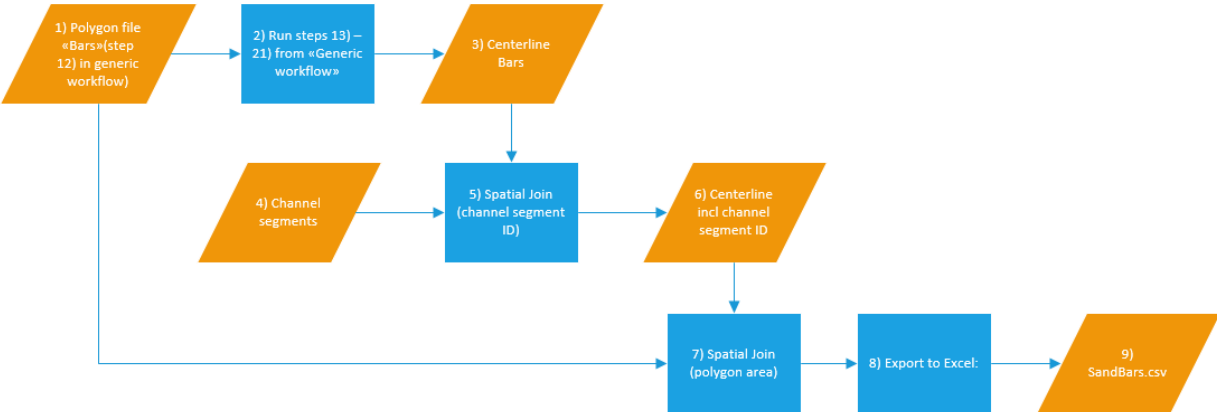 1) Polygon file
«Bars»(step
12) in generic
workflow)
2) Run steps 13) –
21) from «Generic
workflow»
3) Centerline
Bars
4) Channel
segments
5) Spatial Join
(channel segment
ID)
6) Centerline
incl channel
segment ID
7) Spatial Join
(polygon area)
8) Export to Excel:
9)
SandBars.csv